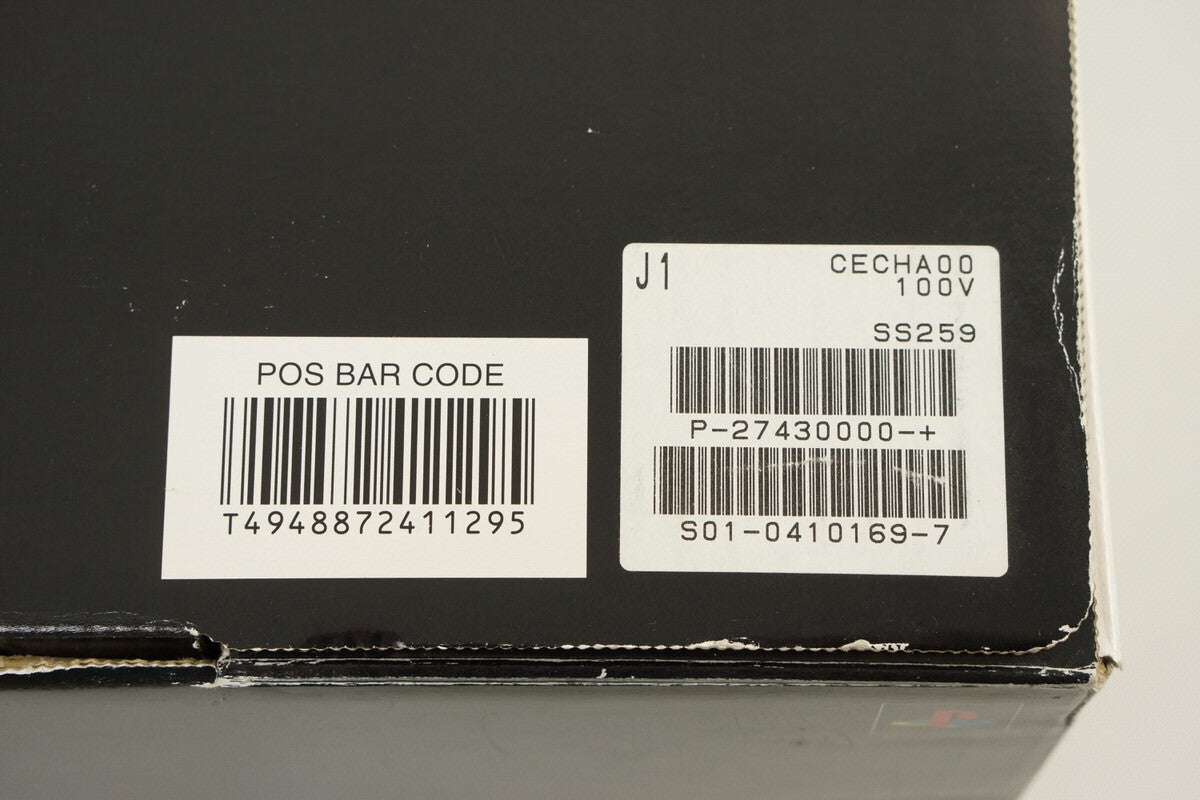 POS BAR CODE
T4948872411295
J1
CECHA00
100V
SS259
P-27430000-+
S01-0410169-7